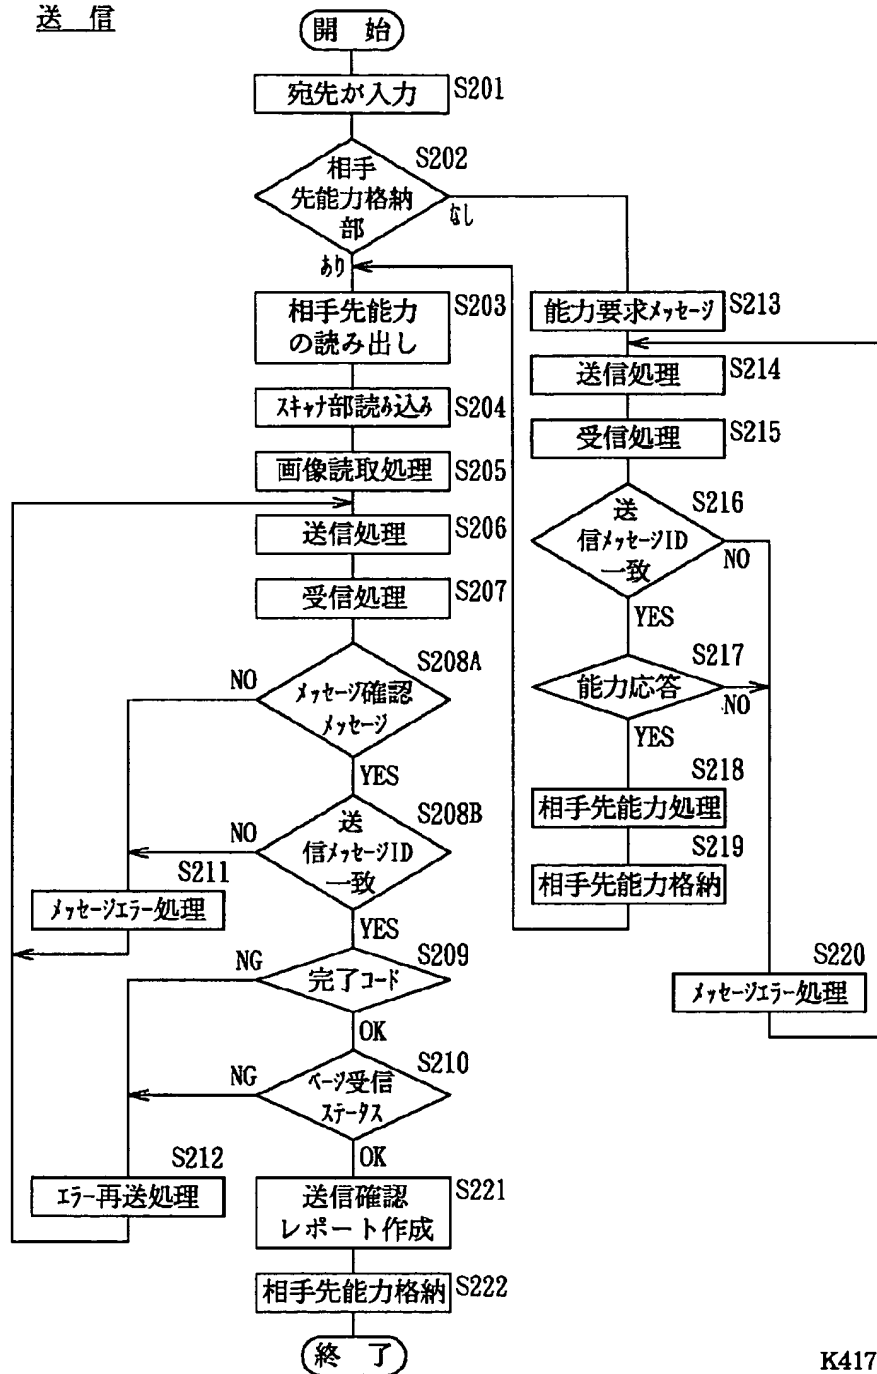 送 信
開 始
宛先が入力
S201
S202
相手
先能力格納
部
なし
あり
相手先能力
の読み出し
S203
スキャナ部読み込み
S204
画像読取処理
S205
送信処理
S206
受信処理
S207
S208A
メッセージ確認
メッセージ
NO
YES
S208B
送
信メッセージID
一致
NO
YES
S211
メッセージエラー処理
S209
完了コード
NG
OK
S210
ページ受信
ステータス
NG
OK
S212
エラー再送処理
送信確認
レポート作成
S221
相手先能力格納
S222
終 了
能力要求メッセージ
S213
送信処理
S214
受信処理
S215
S216
送
信メッセージID
一致
NO
YES
S217
能力応答
NO
YES
S218
相手先能力処理
S219
相手先能力格納
S220
メッセージエラー処理
K417